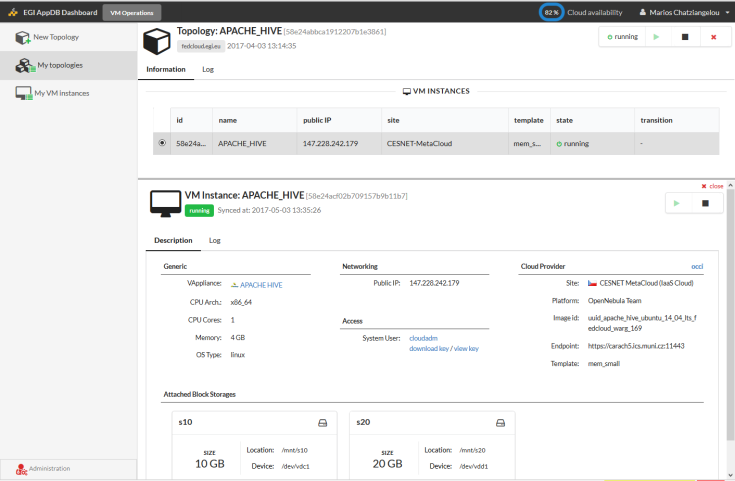 EGI AppDB Dashboard VM Operations 82% Cloud availability Marios Chatziangelou
New Topology
My topologies
My VM instances
Administration
Topology: APACHE_HIVE [58e24abbca1912207b1e3861]
fedcloud.egi.eu 2017-04-03 13:14:35
running
Information Log
VM INSTANCES
id name public IP site template state transition
58e24a... APACHE_HIVE 147.228.242.179 CESNET-MetaCloud mem_s... running -
close
VM Instance: APACHE_HIVE [58e24acf02b709157b9b11b7]
running Synced at: 2017-05-03 13:35:26
Description Log
Generic
VAppliance: APACHE HIVE
CPU Arch.: x86_64
CPU Cores: 1
Memory: 4 GB
OS Type: linux
Networking
Public IP: 147.228.242.179
Access
System User: cloudadm
download key / view key
Cloud Provider occi
Site: CESNET MetaCloud (IaaS Cloud)
Platform: OpenNebula Team
Image id: uuid_apache_hive_ubuntu_14_04_lts_f
edcloud_warg_169
Endpoint: https://carach5.ics.muni.cz:11443
Template: mem_small
Attached Block Storages
s10
SIZE
10 GB
Location: /mnt/s10
Device: /dev/vdc1
s20
SIZE
20 GB
Location: /mnt/s20
Device: /dev/vdd1